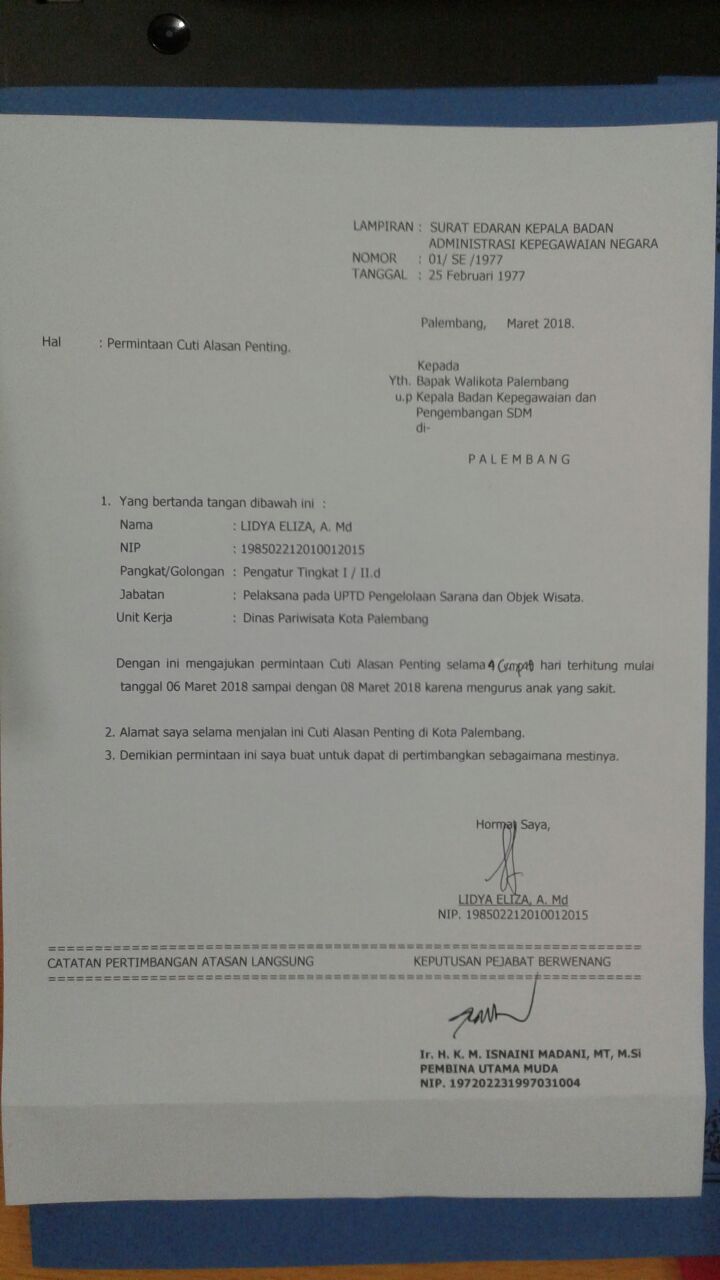 LAMPIRAN : SURAT EDARAN KEPALA BADAN
ADMINISTRASI KEPEGAWAIAN NEGARA
NOMOR : 01/ SE /1977
TANGGAL : 25 Februari 1977
Palembang, Maret 2018.
Hal : Permintaan Cuti Alasan Penting.
Kepada
Yth. Bapak Walikota Palembang
u.p Kepala Badan Kepegawaian dan
Pengembangan SDM
di-
P A L E M B A N G
1. Yang bertanda tangan dibawah ini :
Nama : LIDYA ELIZA, A. Md
NIP : 198502212010012015
Pangkat/Golongan : Pengatur Tingkat I / II.d
Jabatan : Pelaksana pada UPTD Pengelolaan Sarana dan Objek Wisata.
Unit Kerja : Dinas Pariwisata Kota Palembang
Dengan ini mengajukan permintaan Cuti Alasan Penting selama 4 (empat) hari terhitung mulai
tanggal 06 Maret 2018 sampai dengan 08 Maret 2018 karena mengurus anak yang sakit.
2. Alamat saya selama menjalan ini Cuti Alasan Penting di Kota Palembang.
3. Demikian permintaan ini saya buat untuk dapat di pertimbangkan sebagaimana mestinya.
Hormat Saya,
LIDYA ELIZA, A. Md
NIP. 198502212010012015
CATATAN PERTIMBANGAN ATASAN LANGSUNG KEPUTUSAN PEJABAT BERWENANG
Ir. H. K. M. ISNAINI MADANI, MT, M.Si
PEMBINA UTAMA MUDA
NIP. 197202231997031004